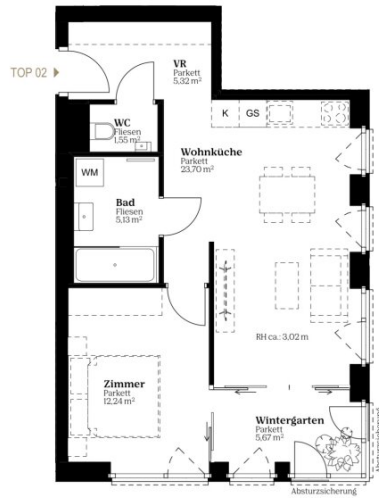 TOP 02
VR
Parkett
5,32 m²
K
GS
WC
Fliesen
1,55 m²
Wohnküche
Parkett
23,70 m²
WM
Bad
Fliesen
5,13 m²
RH ca.: 3,02 m
Zimmer
Parkett
12,24 m²
Wintergarten
Parkett
5,67 m²
Absturzsicherung
Absturzsicherung